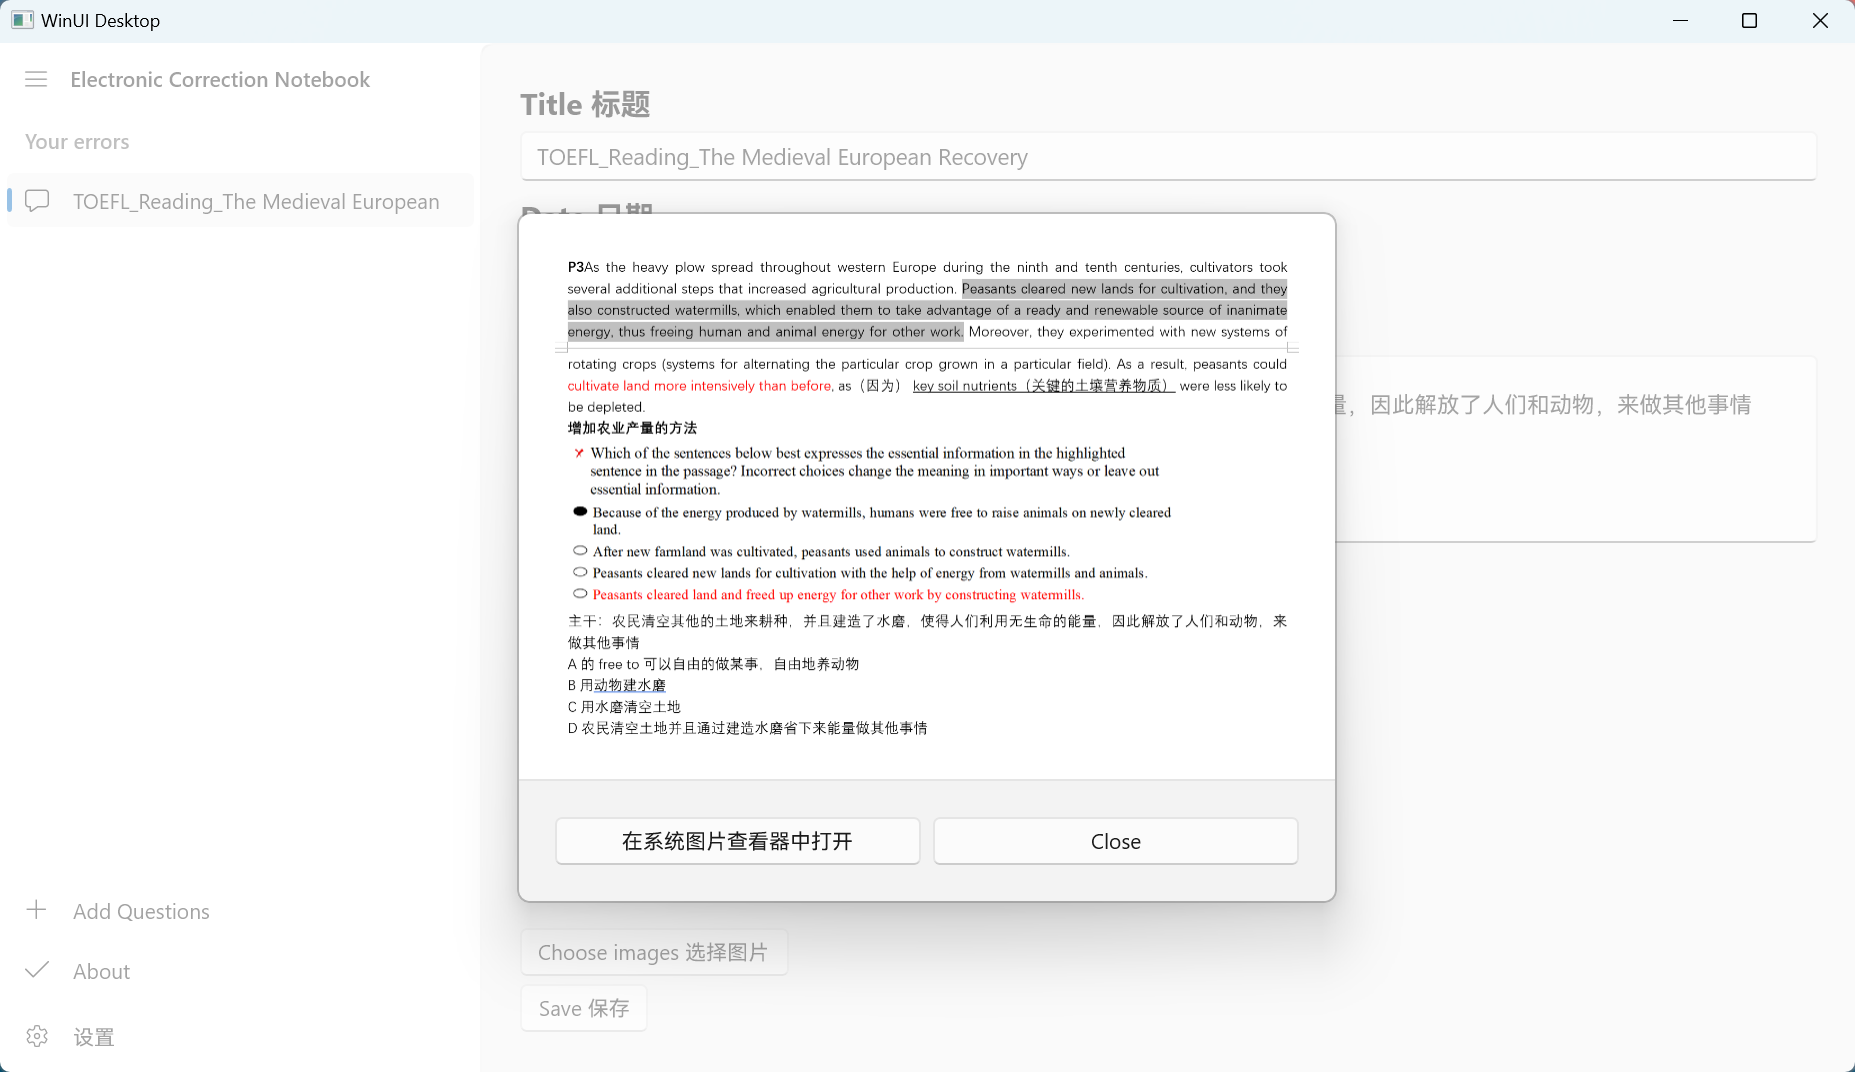 WinUI Desktop
Electronic Correction Notebook
Your errors
TOEFL_Reading_The Medieval European
Add Questions
About
设置
Title 标题
TOEFL_Reading_The Medieval European Recovery
Date 日期
量，因此解放了人们和动物，来做其他事情
P3As the heavy plow spread throughout western Europe during the ninth and tenth centuries, cultivators took
several additional steps that increased agricultural production. Peasants cleared new lands for cultivation, and they
also constructed watermills, which enabled them to take advantage of a ready and renewable source of inanimate
energy, thus freeing human and animal energy for other work. Moreover, they experimented with new systems of
rotating crops (systems for alternating the particular crop grown in a particular field). As a result, peasants could
cultivate land more intensively than before, as（因为） key soil nutrients（关键的土壤营养物质） were less likely to
be depleted.
增加农业产量的方法
Which of the sentences below best expresses the essential information in the highlighted
sentence in the passage? Incorrect choices change the meaning in important ways or leave out
essential information.
Because of the energy produced by watermills, humans were free to raise animals on newly cleared
land.
After new farmland was cultivated, peasants used animals to construct watermills.
Peasants cleared new lands for cultivation with the help of energy from watermills and animals.
Peasants cleared land and freed up energy for other work by constructing watermills.
主干：农民清空其他的土地来耕种，并且建造了水磨，使得人们利用无生命的能量，因此解放了人们和动物，来
做其他事情
A 的 free to 可以自由的做某事，自由地养动物
B 用动物建水磨
C 用水磨清空土地
D 农民清空土地并且通过建造水磨省下来能量做其他事情
在系统图片查看器中打开
Close
Choose images 选择图片
Save 保存